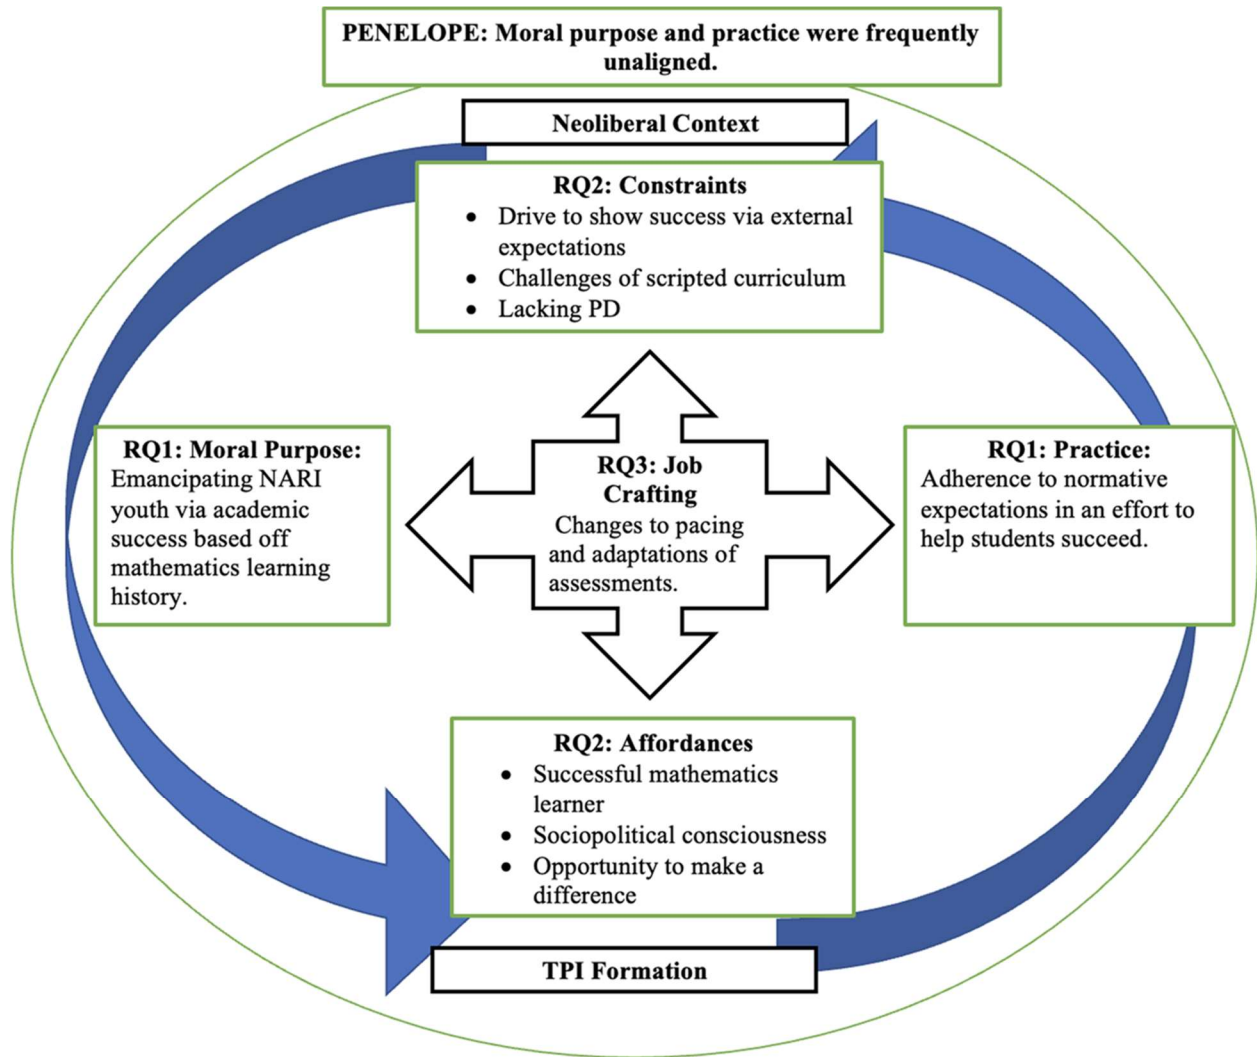 PENELOPE: Moral purpose and practice were frequently
unaligned.
Neoliberal Context
RQ2: Constraints
• Drive to show success via external
expectations
• Challenges of scripted curriculum
• Lacking PD
RQ1: Moral Purpose:
Emancipating NARI
youth via academic
success based off
mathematics learning
history.
RQ3: Job
Crafting
Changes to pacing
and adaptations of
assessments.
RQ1: Practice:
Adherence to normative
expectations in an effort to
help students succeed.
RQ2: Affordances
• Successful mathematics
learner
• Sociopolitical consciousness
• Opportunity to make a
difference
TPI Formation